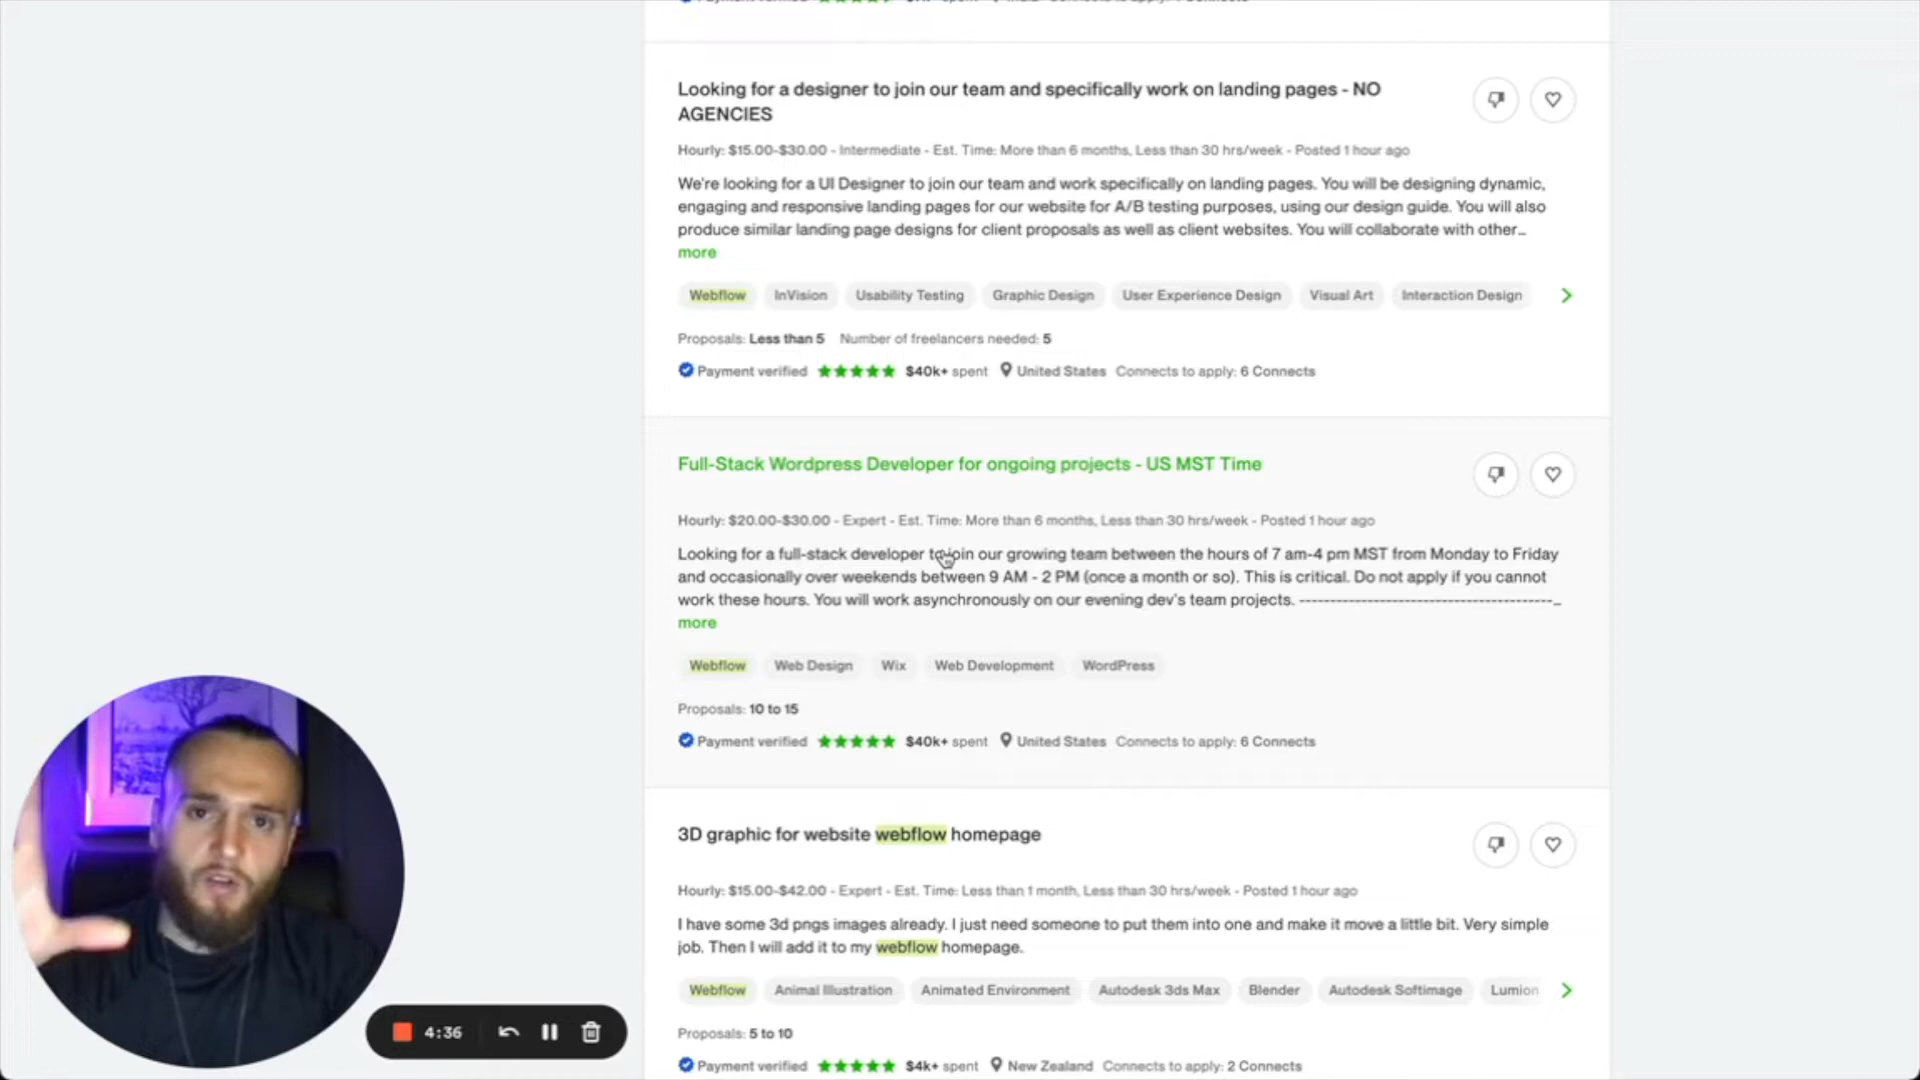 Looking for a designer to join our team and specifically work on landing pages - NO
AGENCIES
Hourly: $15.00-$30.00 - Intermediate - Est. Time: More than 6 months, Less than 30 hrs/week - Posted 1 hour ago
We're looking for a UI Designer to join our team and work specifically on landing pages. You will be designing dynamic,
engaging and responsive landing pages for our website for A/B testing purposes, using our design guide. You will also
produce similar landing page designs for client proposals as well as client websites. You will collaborate with other...
more
Webflow InVision Usability Testing Graphic Design User Experience Design Visual Art Interaction Design
Proposals: Less than 5 Number of freelancers needed: 5
Payment verified $40k+ spent United States Connects to apply: 6 Connects
Full-Stack Wordpress Developer for ongoing projects - US MST Time
Hourly: $20.00-$30.00 - Expert - Est. Time: More than 6 months, Less than 30 hrs/week - Posted 1 hour ago
Looking for a full-stack developer to join our growing team between the hours of 7 am-4 pm MST from Monday to Friday
and occasionally over weekends between 9 AM - 2 PM (once a month or so). This is critical. Do not apply if you cannot
work these hours. You will work asynchronously on our evening dev's team projects. -------------------------------------------...
more
Webflow Web Design Wix Web Development WordPress
Proposals: 10 to 15
Payment verified $40k+ spent United States Connects to apply: 6 Connects
3D graphic for website webflow homepage
Hourly: $15.00-$42.00 - Expert - Est. Time: Less than 1 month, Less than 30 hrs/week - Posted 1 hour ago
I have some 3d pngs images already. I just need someone to put them into one and make it move a little bit. Very simple
job. Then I will add it to my webflow homepage.
Webflow Animal Illustration Animated Environment Autodesk 3ds Max Blender Autodesk Softimage Lumion
Proposals: 5 to 10
Payment verified $4k+ spent New Zealand Connects to apply: 2 Connects
4:36